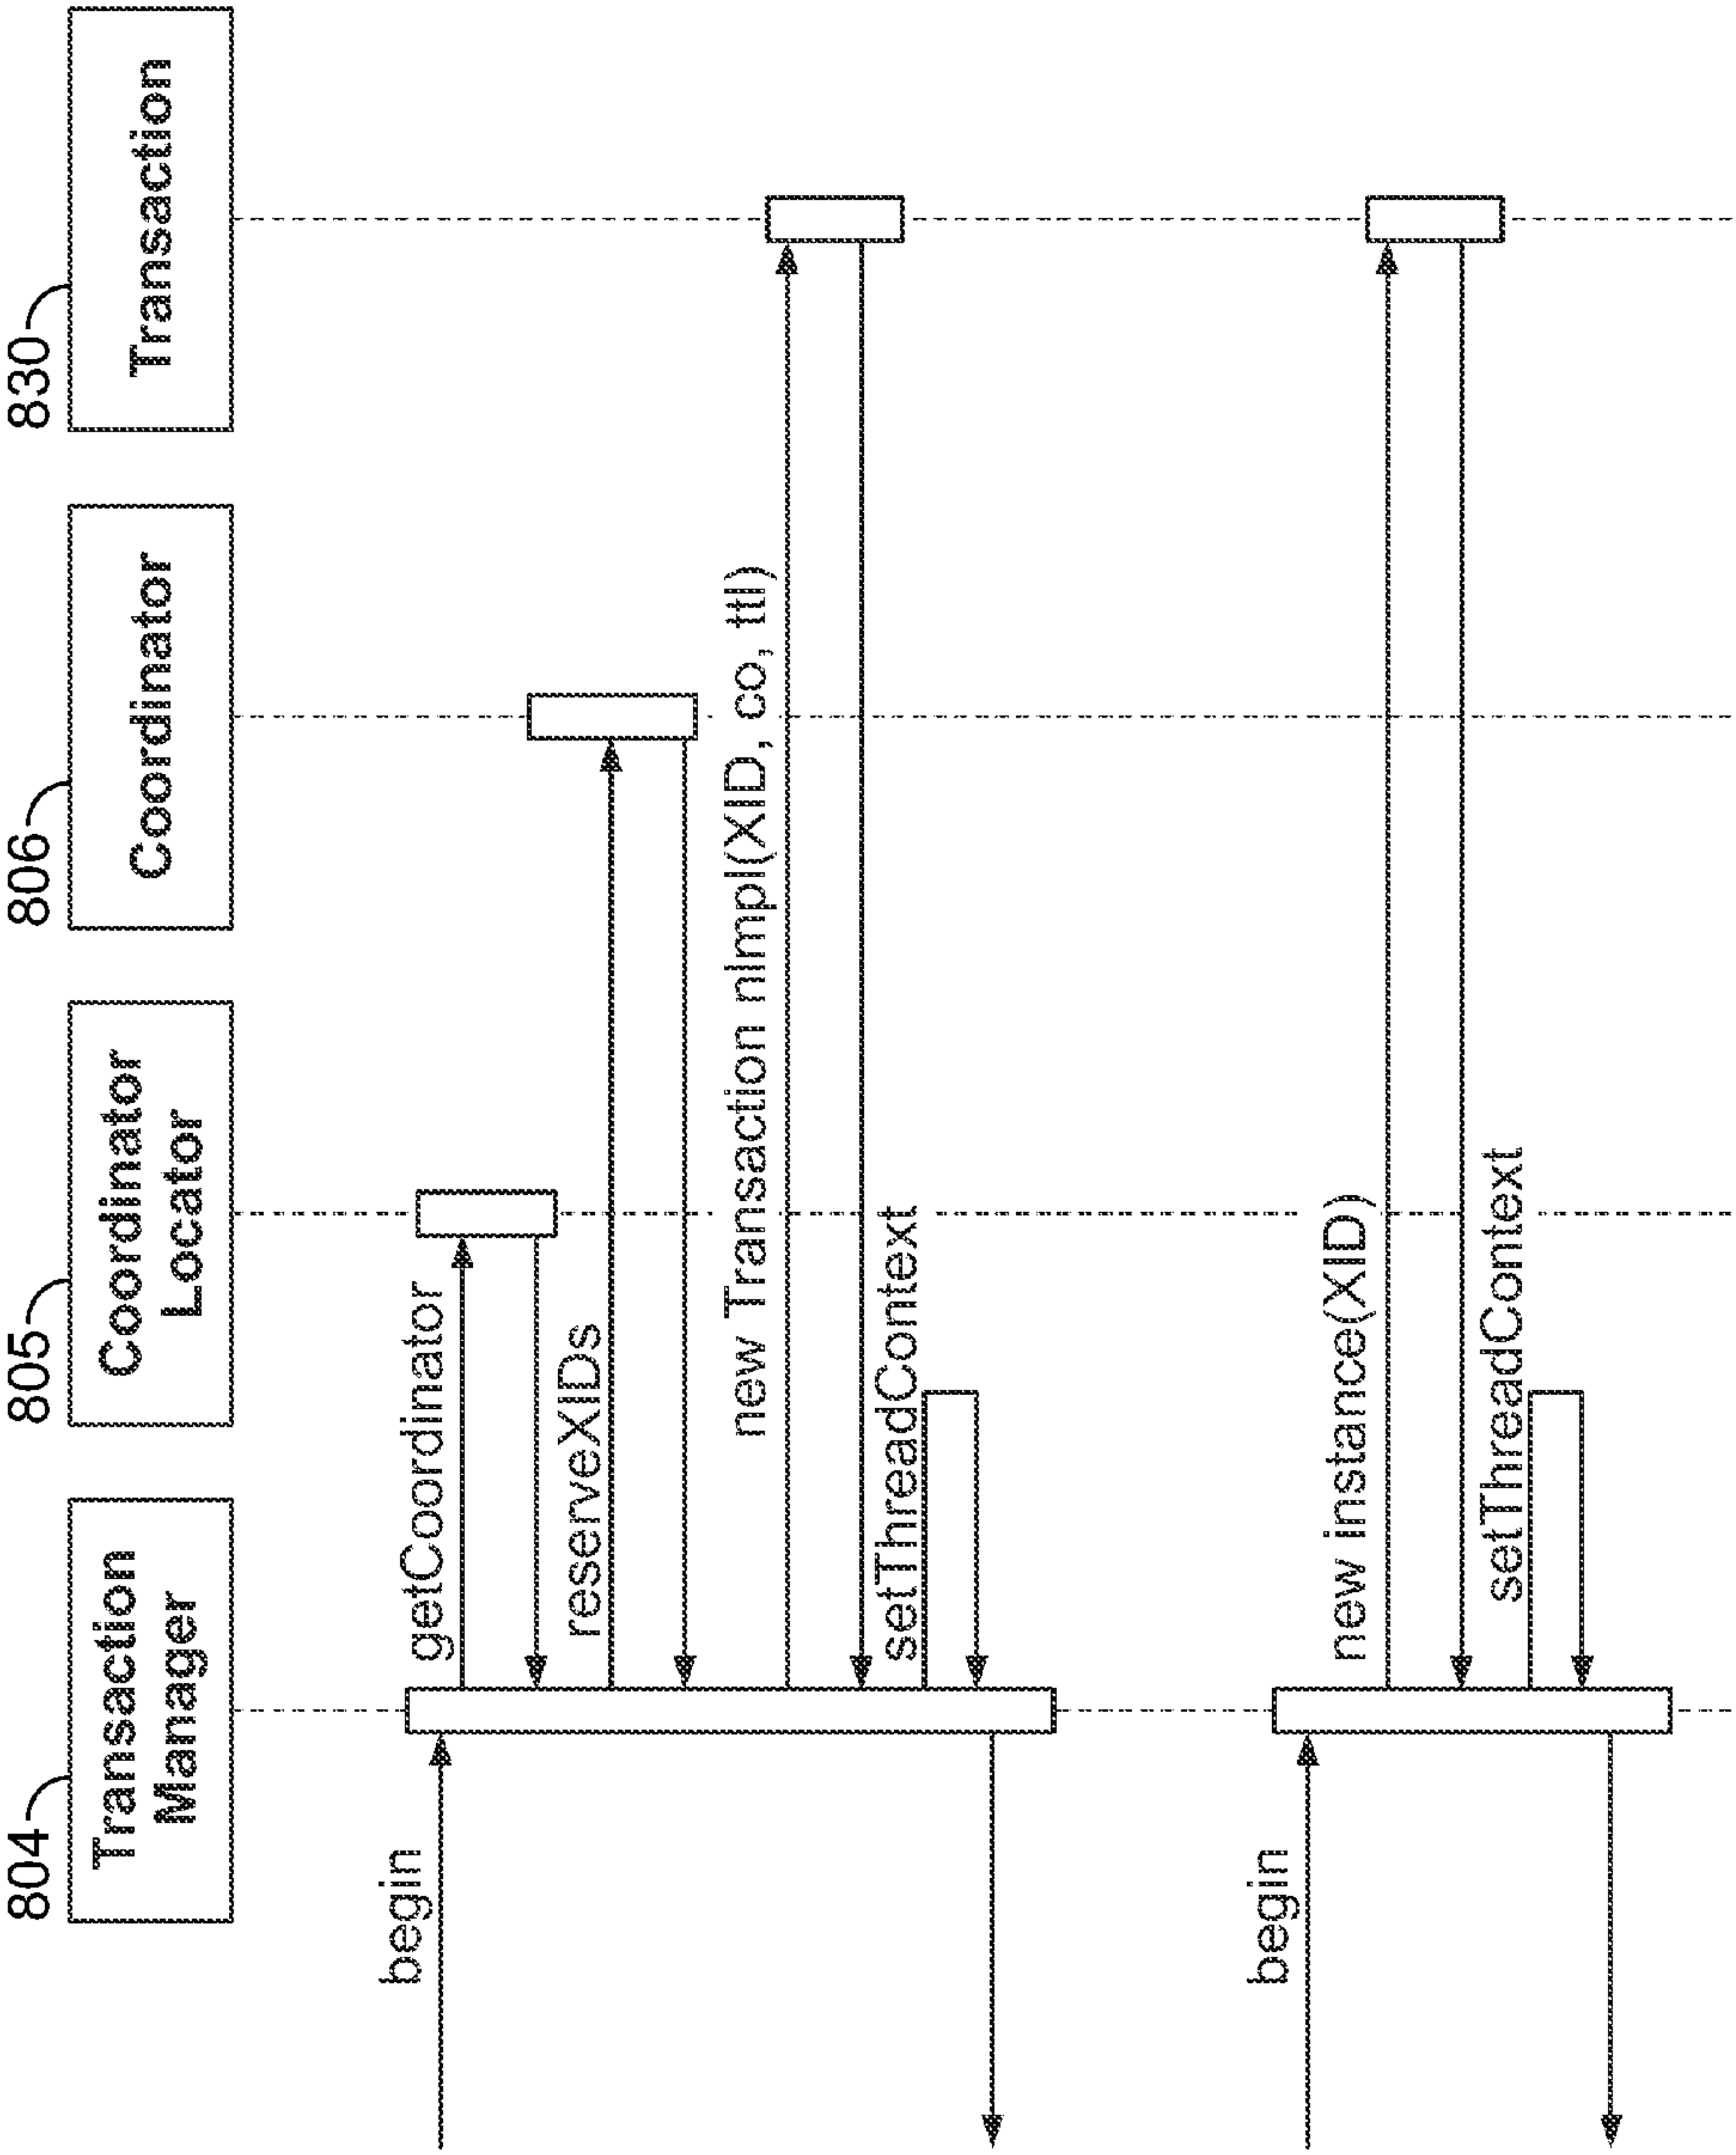 804
Transaction
Manager
805
Coordinator
Locator
806
Coordinator
830
Transaction
begin
getCoordinator
reserveXIDs
new Transaction nImpl(XID, co, ttl)
setThreadContext
begin
new instance(XID)
setThreadContext